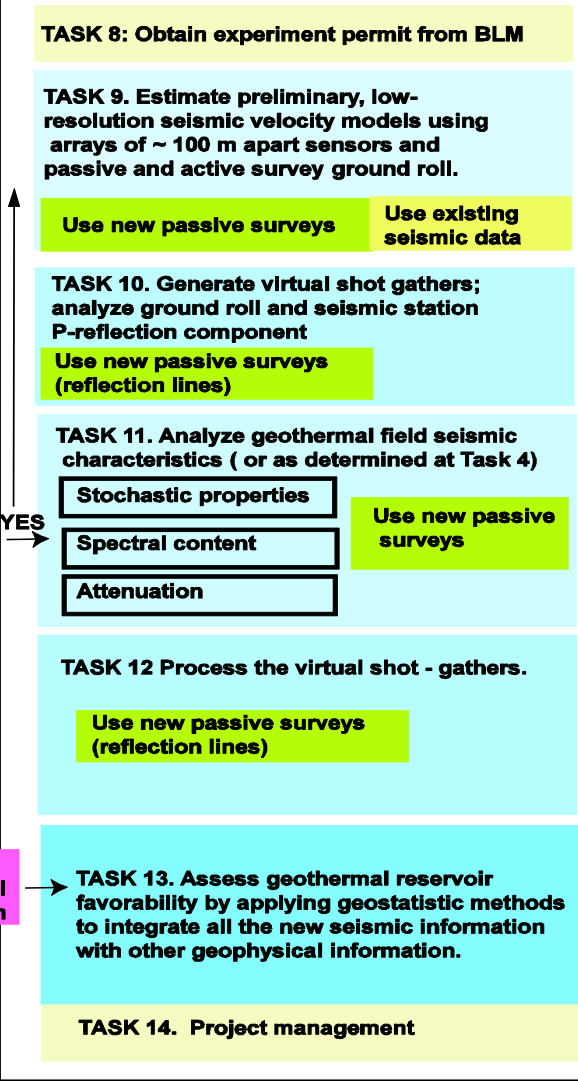 TASK 8: Obtain experiment permit from BLM
TASK 9. Estimate preliminary, low-
resolution seismic velocity models using
arrays of ~ 100 m apart sensors and
passive and active survey ground roll.
Use new passive surveys
Use existing
seismic data
TASK 10. Generate virtual shot gathers;
analyze ground roll and seismic station
P-reflection component
Use new passive surveys
(reflection lines)
TASK 11. Analyze geothermal field seismic
characteristics ( or as determined at Task 4)
Stochastic properties
YES
Spectral content
Attenuation
Use new passive
surveys
TASK 12 Process the virtual shot - gathers.
Use new passive surveys
(reflection lines)
TASK 13. Assess geothermal reservoir
favorability by applying geostatistic methods
to integrate all the new seismic information
with other geophysical information.
TASK 14. Project management